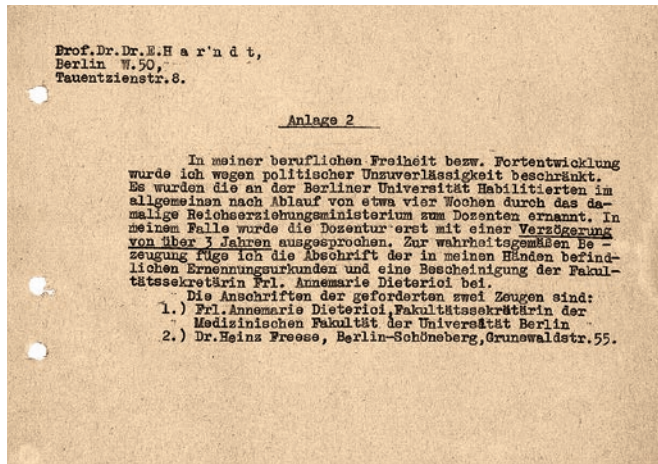 Prof.Dr.Dr.E.H a r'n d t,
Berlin W.50,
Tauentzienstr.8.
Anlage 2
In meiner beruflichen Freiheit bezw. Fortentwicklung
wurde ich wegen politischer Unzuverlässigkeit beschränkt.
Es wurden die an der Berliner Universität Habilitierten im
allgemeinen nach Ablauf von etwa vier Wochen durch das da-
malige Reichserziehungsministerium zum Dozenten ernannt. In
meinem Falle wurde die Dozentur erst mit einer Verzögerung
von über 3 Jahren ausgesprochen. Zur wahrheitsgemäßen Be -
zeugung füge ich die Abschrift der in meinen Händen befind-
lichen Ernennungsurkunden und eine Bescheinigung der Fakul-
tätssekretärin Frl. Annemarie Dieterici bei.
Die Anschriften der geforderten zwei Zeugen sind:
1.) Frl.Annemarie Dieterici,Fakultätssekrätärin der
Medizinischen Fakultät der Universität Berlin
2.) Dr.Heinz Freese, Berlin-Schöneberg,Grunewaldstr.55.